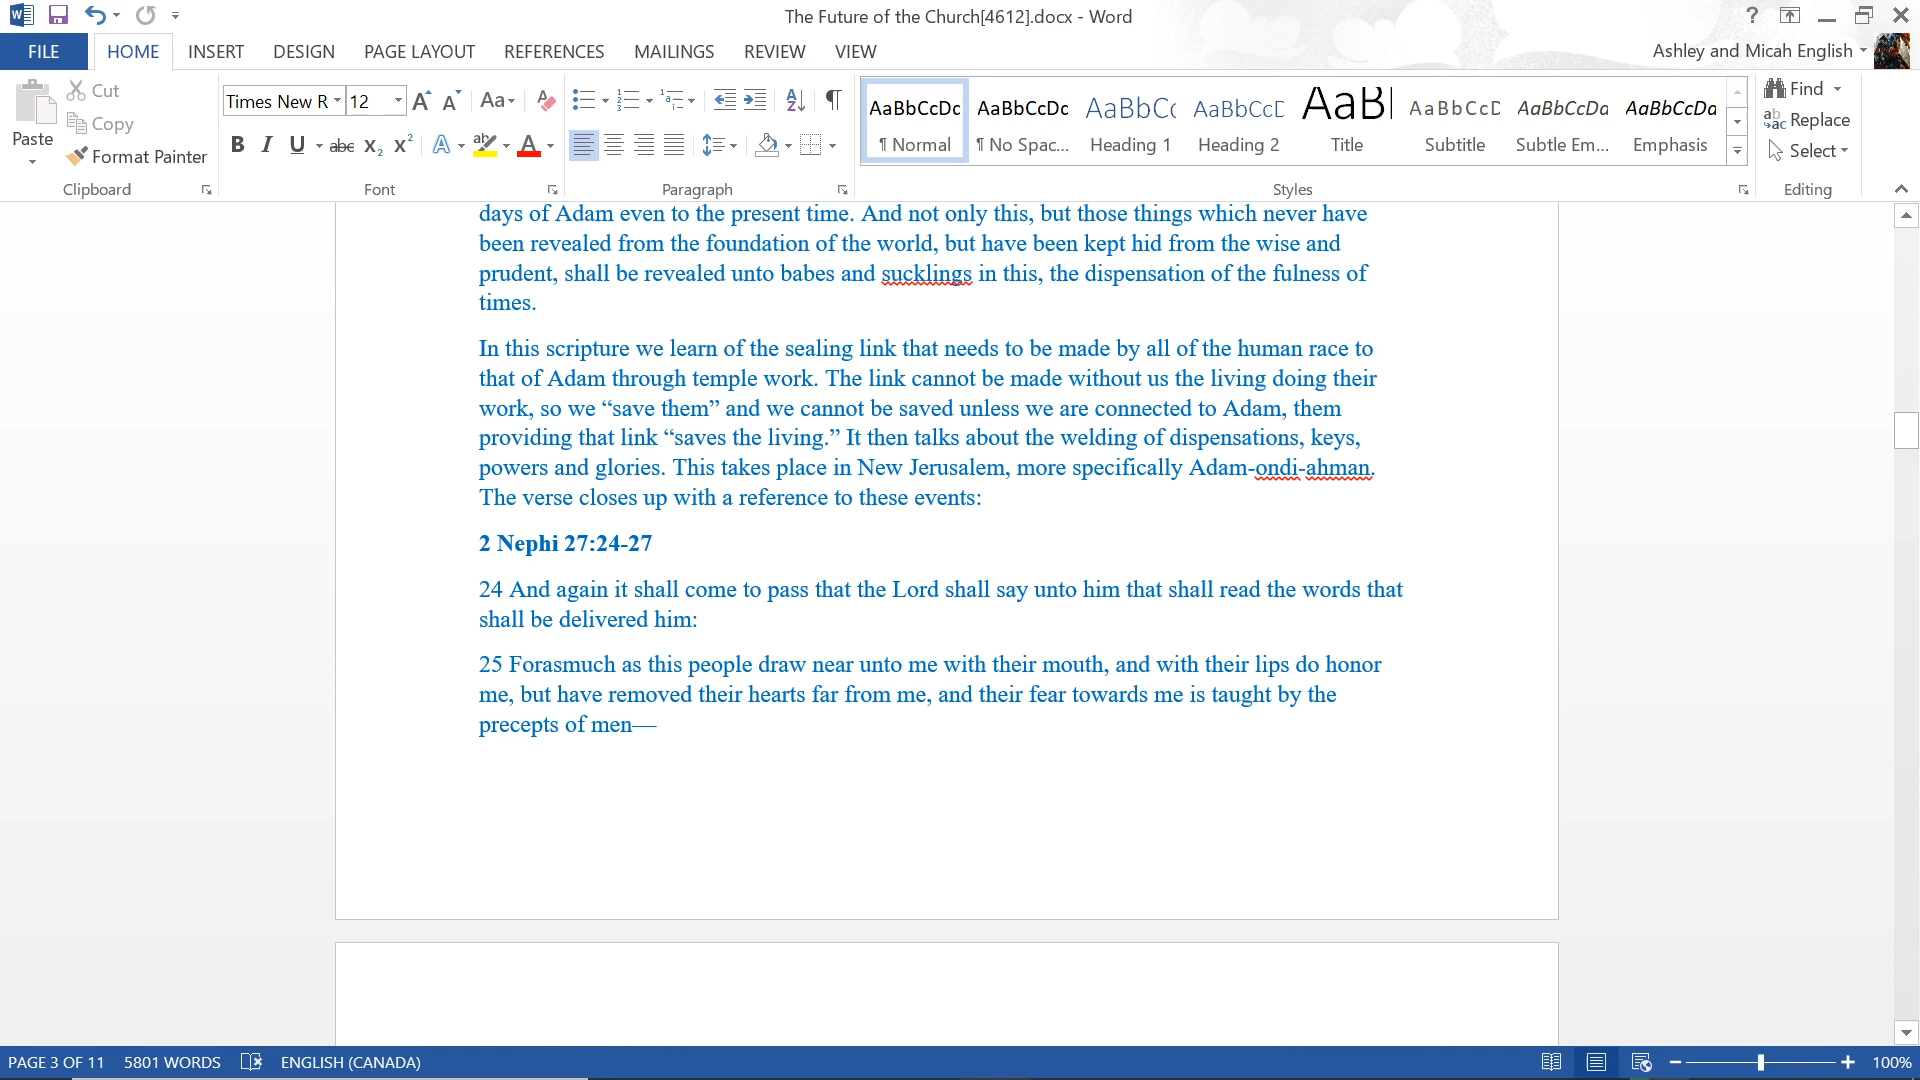 The Future of the Church[4612].docx - Word
FILE HOME INSERT DESIGN PAGE LAYOUT REFERENCES MAILINGS REVIEW VIEW
Ashley and Micah English
Paste
Cut
Copy
Format Painter
Clipboard
Times New R 12
Font
Paragraph
AaBbCcDc AaBbCcDc AaBbC AaBbCcD AaB AaBbCcD AaBbCcDa AaBbCcDa
¶ Normal ¶ No Spac... Heading 1 Heading 2 Title Subtitle Subtle Em... Emphasis
Styles
Find
Replace
Select
Editing
days of Adam even to the present time. And not only this, but those things which never have
been revealed from the foundation of the world, but have been kept hid from the wise and
prudent, shall be revealed unto babes and sucklings in this, the dispensation of the fulness of
times.
In this scripture we learn of the sealing link that needs to be made by all of the human race to
that of Adam through temple work. The link cannot be made without us the living doing their
work, so we “save them” and we cannot be saved unless we are connected to Adam, them
providing that link “saves the living.” It then talks about the welding of dispensations, keys,
powers and glories. This takes place in New Jerusalem, more specifically Adam-ondi-ahman.
The verse closes up with a reference to these events:
2 Nephi 27:24-27
24 And again it shall come to pass that the Lord shall say unto him that shall read the words that
shall be delivered him:
25 Forasmuch as this people draw near unto me with their mouth, and with their lips do honor
me, but have removed their hearts far from me, and their fear towards me is taught by the
precepts of men—
PAGE 3 OF 11 5801 WORDS ENGLISH (CANADA) 100%